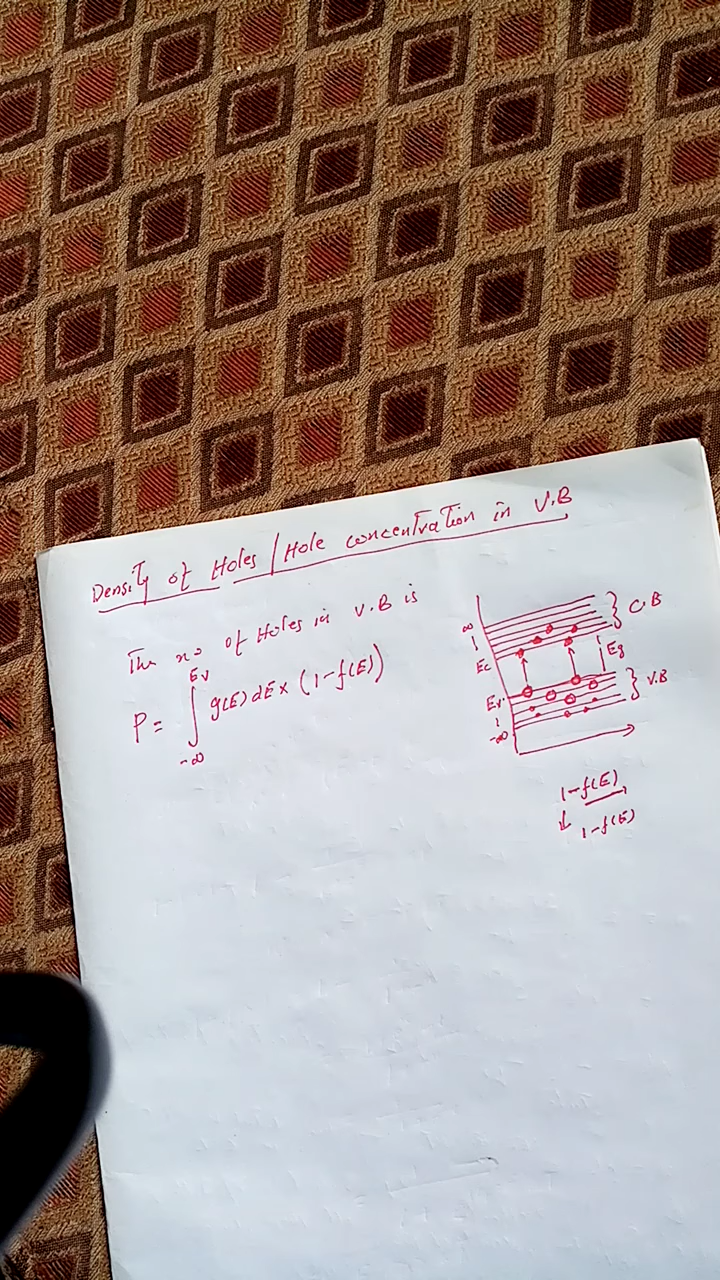 Density of Holes / Hole concentration in V.B
The no of Holes in V.B is
P = ∫ g(E) dE x (1-f(E))
Ev
-∞
∞
Ec
Ev
-∞
} C.B
Eg
} V.B
1-f(E)
↓ 1-f(E)